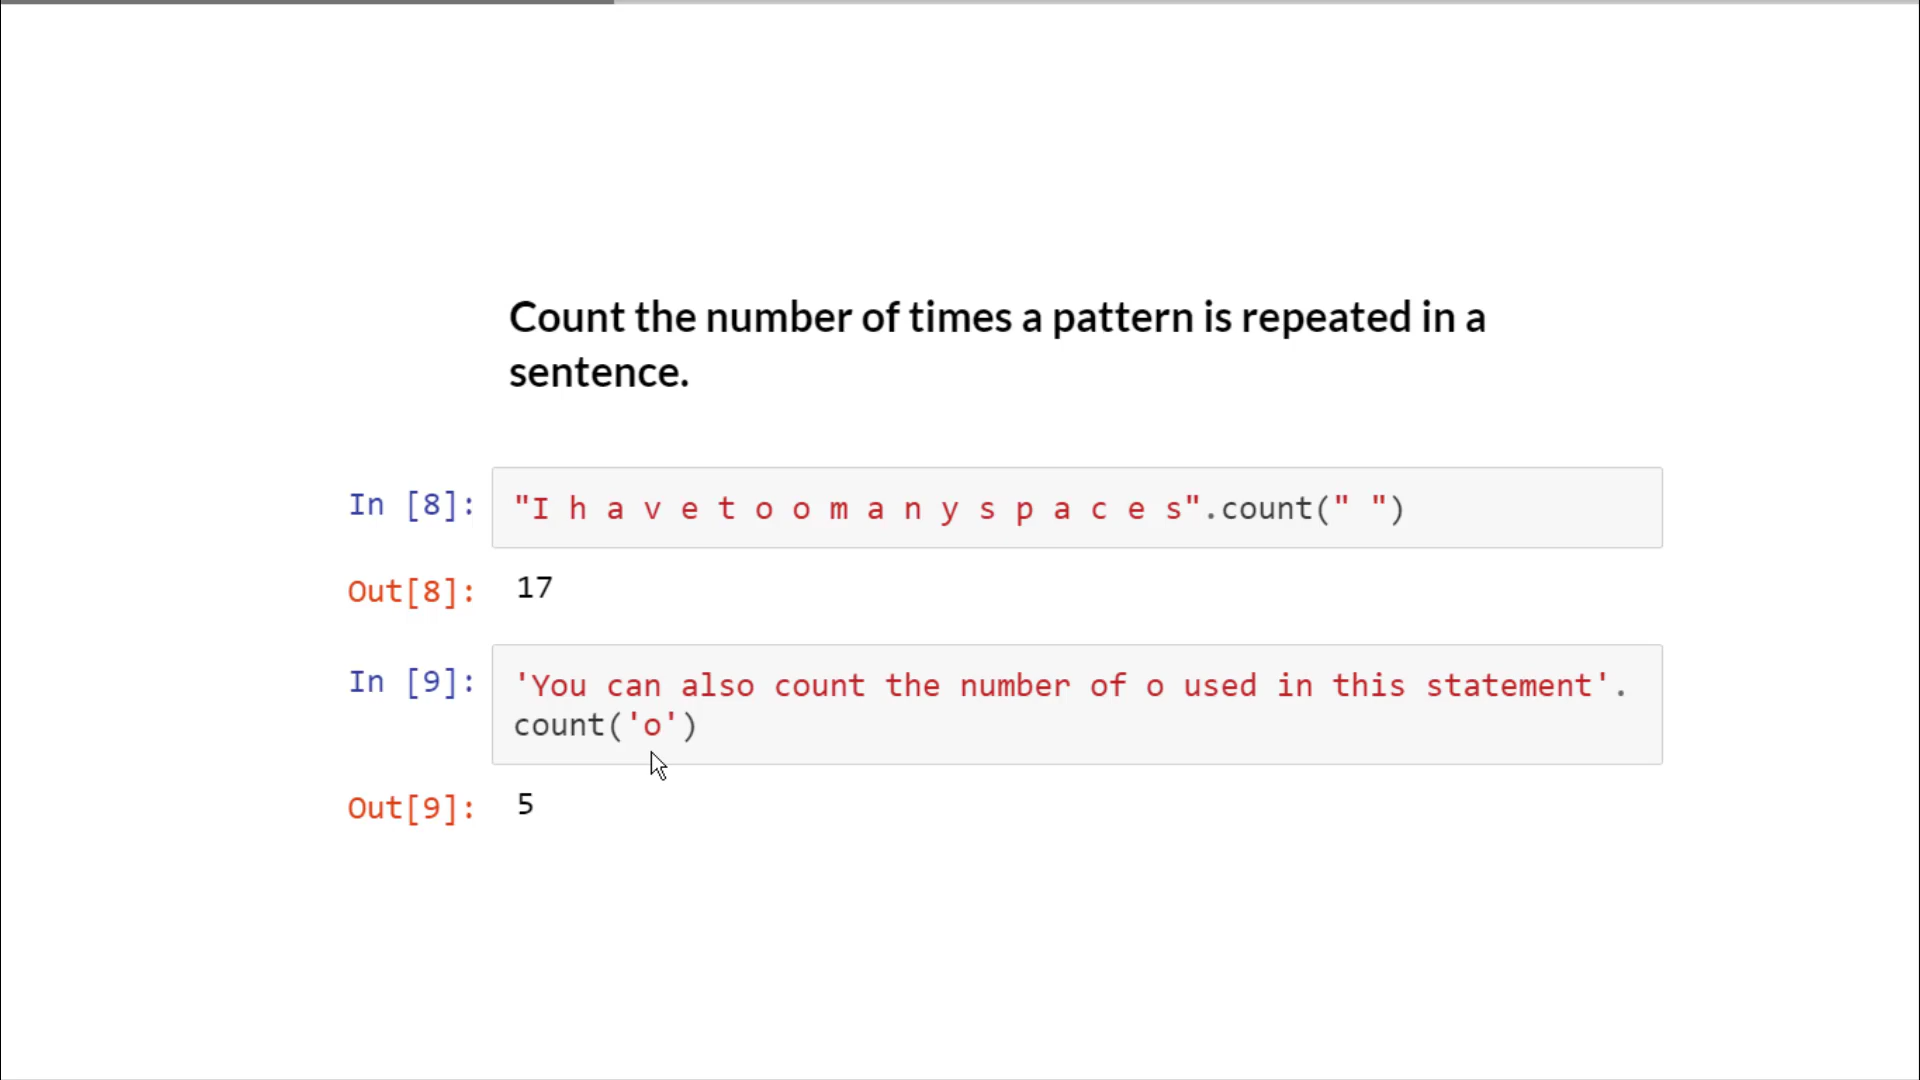 Count the number of times a pattern is repeated in a
sentence.
In [8]: "I h a v e t o o m a n y s p a c e s".count(" ")
Out[8]: 17
In [9]: 'You can also count the number of o used in this statement'.
count('o')
Out[9]: 5